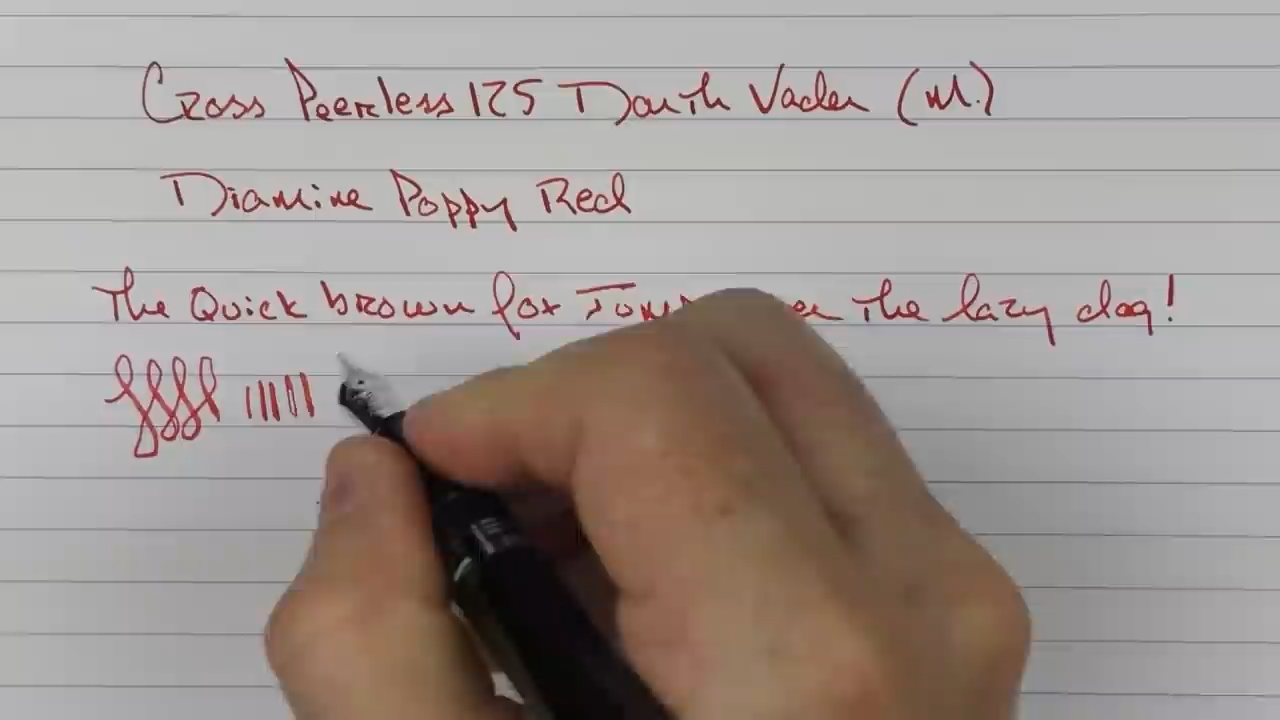 Cross Peerless 125 Darth Vader (M.)
Diamine Poppy Red
The Quick brown fox the lazy dog!